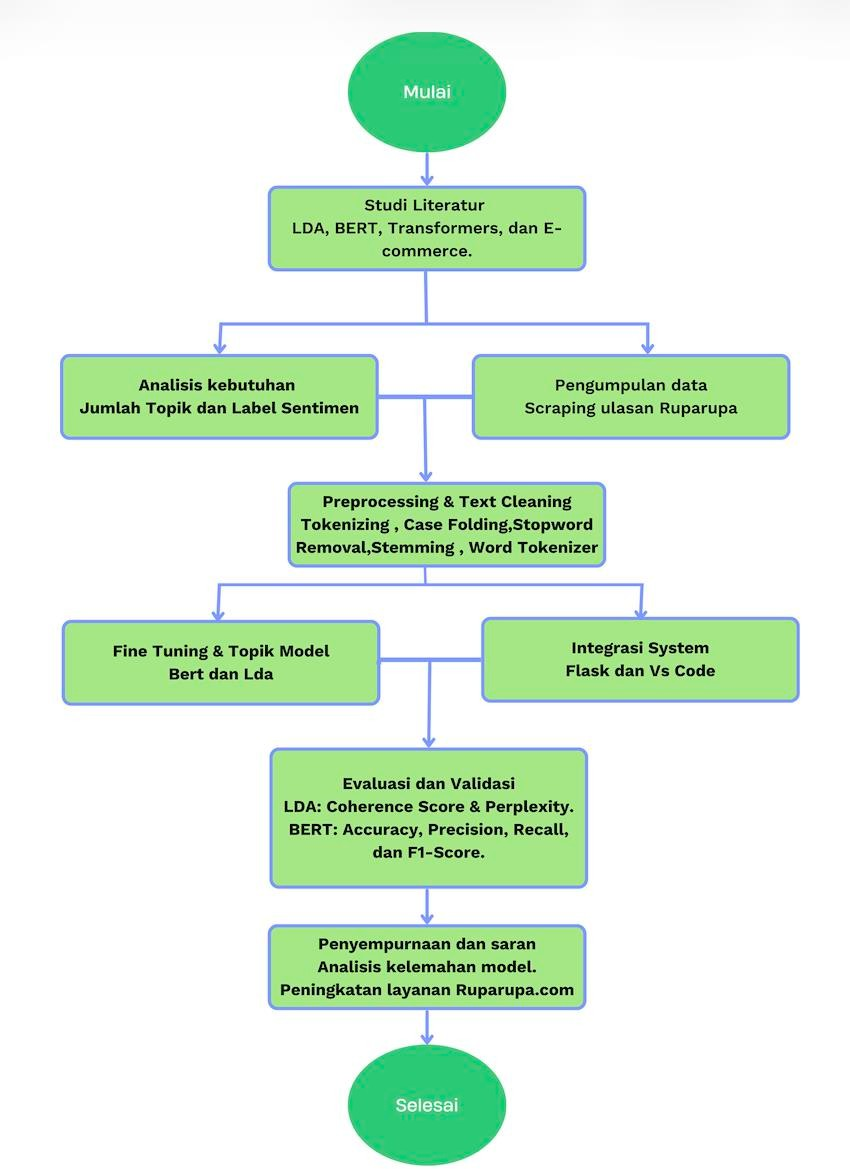 Mulai
Studi Literatur
LDA, BERT, Transformers, dan E-
commerce.
Analisis kebutuhan
Jumlah Topik dan Label Sentimen
Pengumpulan data
Scraping ulasan Ruparupa
Preprocessing & Text Cleaning
Tokenizing , Case Folding,Stopword
Removal,Stemming , Word Tokenizer
Fine Tuning & Topik Model
Bert dan Lda
Integrasi System
Flask dan Vs Code
Evaluasi dan Validasi
LDA: Coherence Score & Perplexity.
BERT: Accuracy, Precision, Recall,
dan F1-Score.
Penyempurnaan dan saran
Analisis kelemahan model.
Peningkatan layanan Ruparupa.com
Selesai